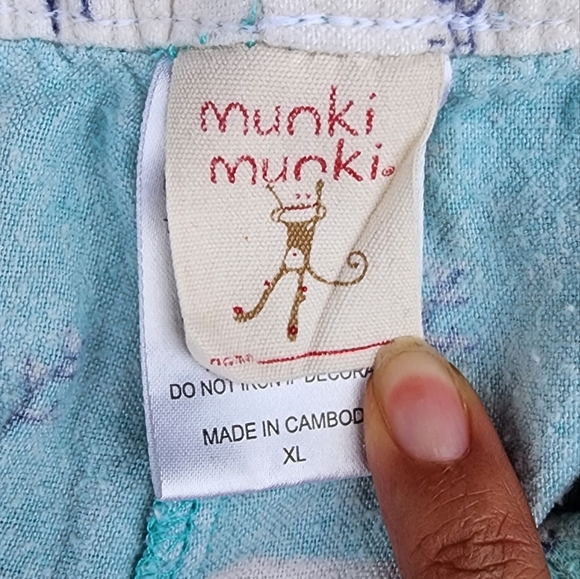 munki
munki®
DO NOT IRON IF DECORA
MADE IN CAMBOD
XL